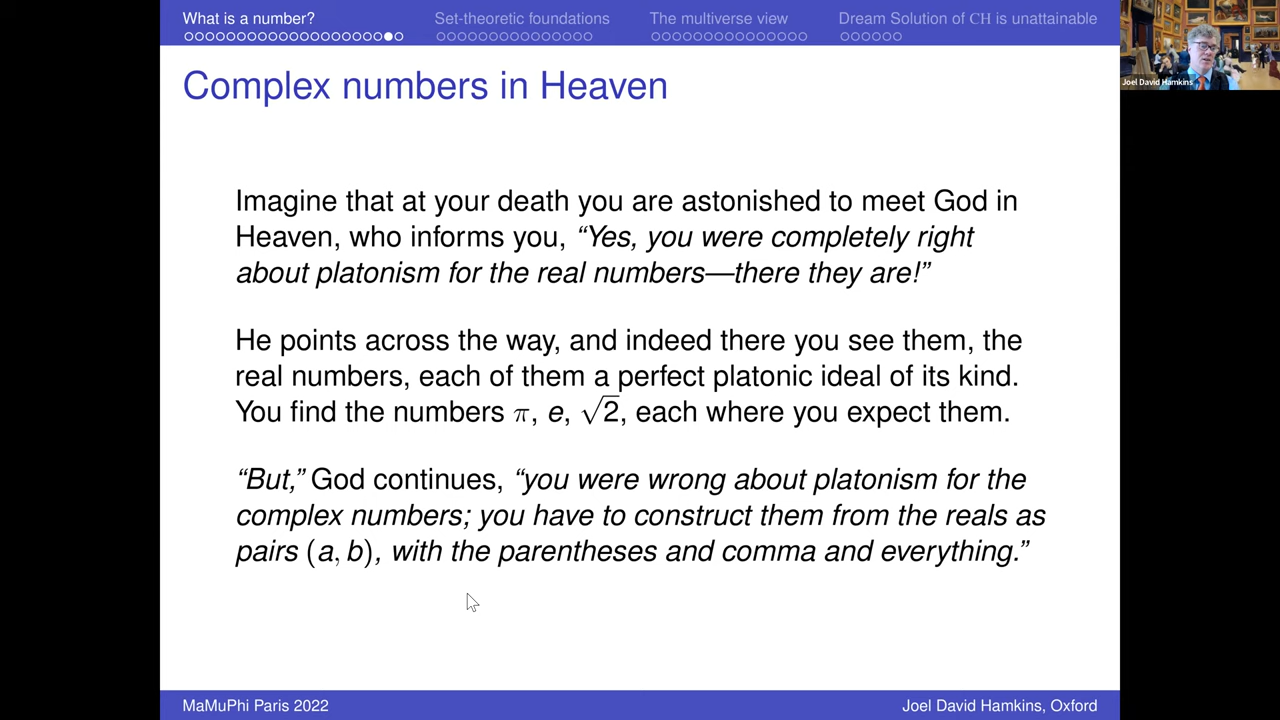 What is a number?
Set-theoretic foundations
The multiverse view
Dream Solution of CH is unattainable
Joel David Hamkins
Complex numbers in Heaven
Imagine that at your death you are astonished to meet God in
Heaven, who informs you, “Yes, you were completely right
about platonism for the real numbers—there they are!”
He points across the way, and indeed there you see them, the
real numbers, each of them a perfect platonic ideal of its kind.
You find the numbers π, e, √2, each where you expect them.
“But,” God continues, “you were wrong about platonism for the
complex numbers; you have to construct them from the reals as
pairs (a, b), with the parentheses and comma and everything.”
MaMuPhi Paris 2022
Joel David Hamkins, Oxford